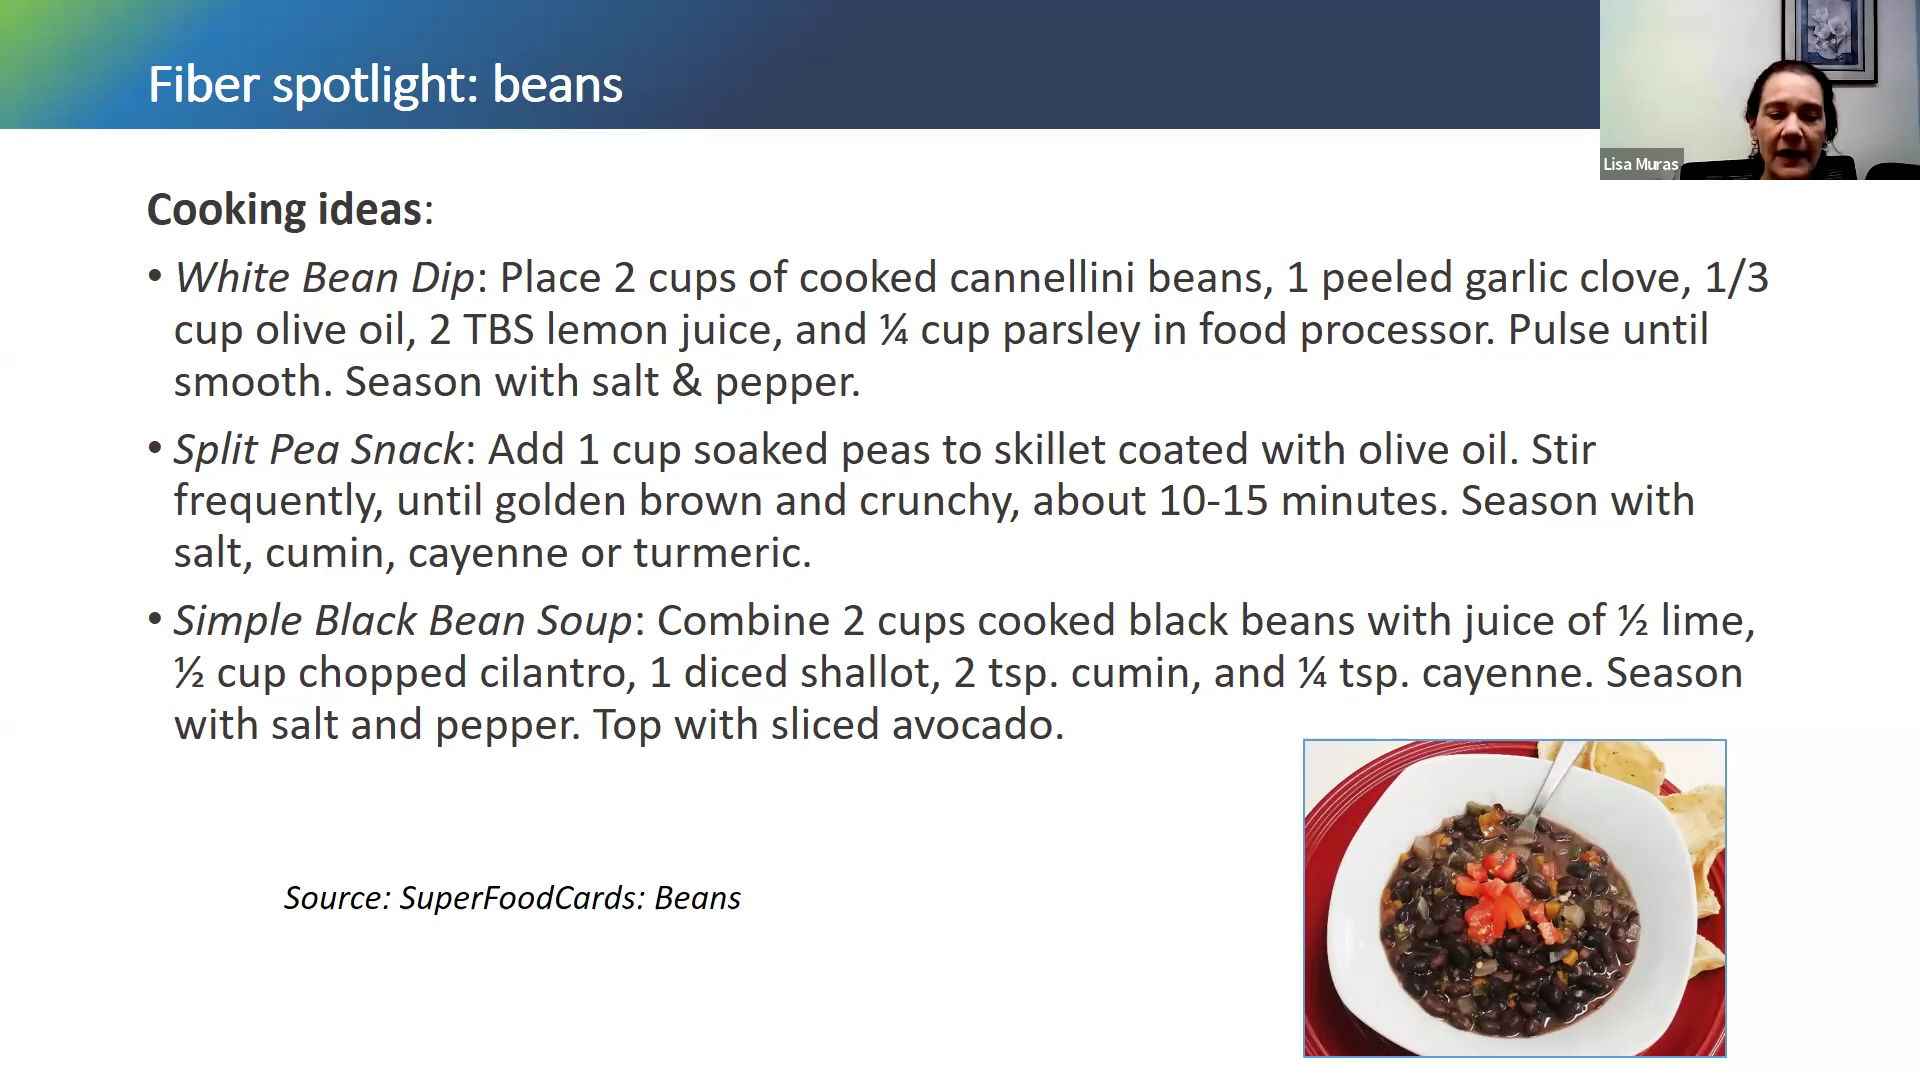 Fiber spotlight: beans
Lisa Muras
Cooking ideas:
• White Bean Dip: Place 2 cups of cooked cannellini beans, 1 peeled garlic clove, 1/3
cup olive oil, 2 TBS lemon juice, and ¼ cup parsley in food processor. Pulse until
smooth. Season with salt & pepper.
• Split Pea Snack: Add 1 cup soaked peas to skillet coated with olive oil. Stir
frequently, until golden brown and crunchy, about 10-15 minutes. Season with
salt, cumin, cayenne or turmeric.
• Simple Black Bean Soup: Combine 2 cups cooked black beans with juice of ½ lime,
½ cup chopped cilantro, 1 diced shallot, 2 tsp. cumin, and ¼ tsp. cayenne. Season
with salt and pepper. Top with sliced avocado.
Source: SuperFoodCards: Beans